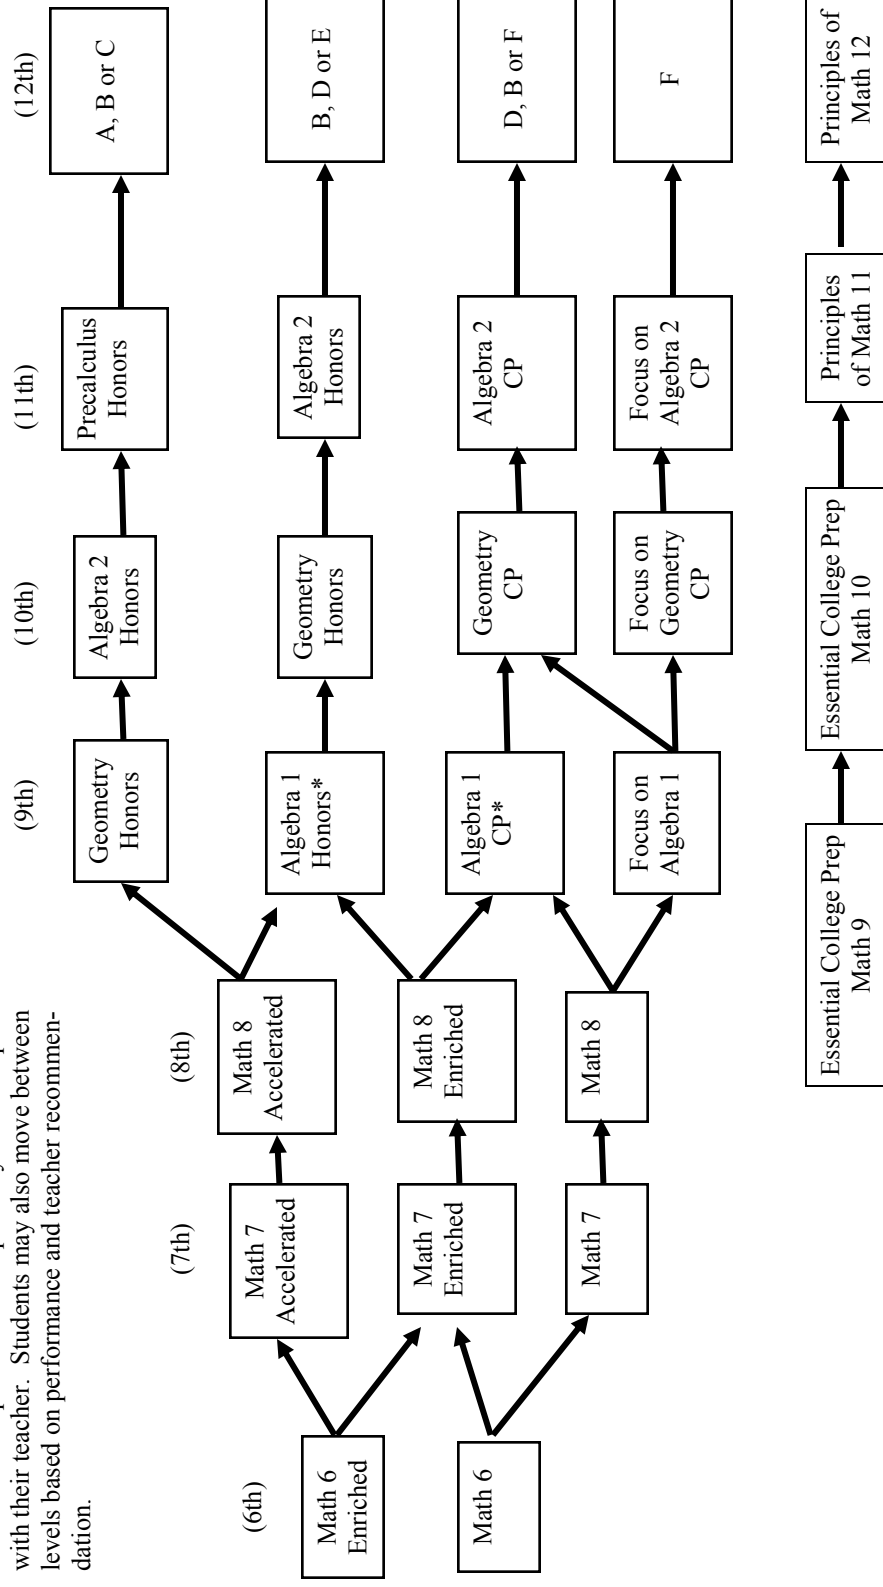 with their teacher. Students may also move between
levels based on performance and teacher recommen-
dation.
(6th)
(7th)
(8th)
(9th)
(10th)
(11th)
(12th)
Geometry
Honors
Algebra 2
Honors
Precalculus
Honors
A, B or C
Math 6
Enriched
Math 7
Accelerated
Math 8
Accelerated
Algebra 1
Honors*
Geometry
Honors
Algebra 2
Honors
B, D or E
Math 6
Math 7
Enriched
Math 8
Enriched
Algebra 1
CP*
Geometry
CP
Algebra 2
CP
D, B or F
Math 7
Math 8
Focus on
Algebra 1
Focus on
Geometry
CP
Focus on
Algebra 2
CP
F
Essential College Prep
Math 9
Essential College Prep
Math 10
Principles
of Math 11
Principles of
Math 12